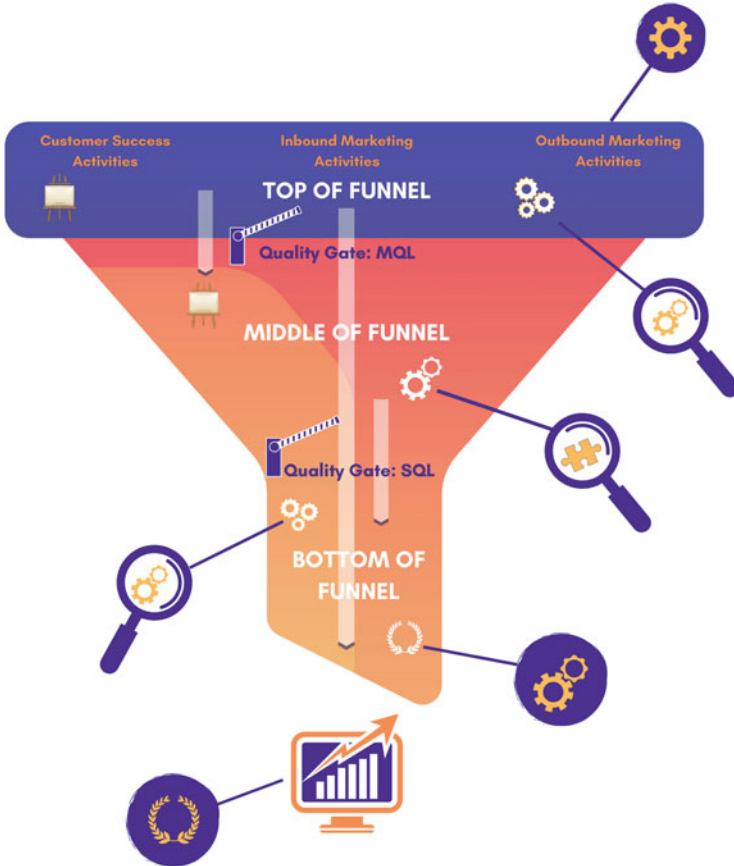 Customer Success
Activities
Inbound Marketing
Activities
Outbound Marketing
Activities
TOP OF FUNNEL
Quality Gate: MQL
MIDDLE OF FUNNEL
Quality Gate: SQL
BOTTOM OF
FUNNEL